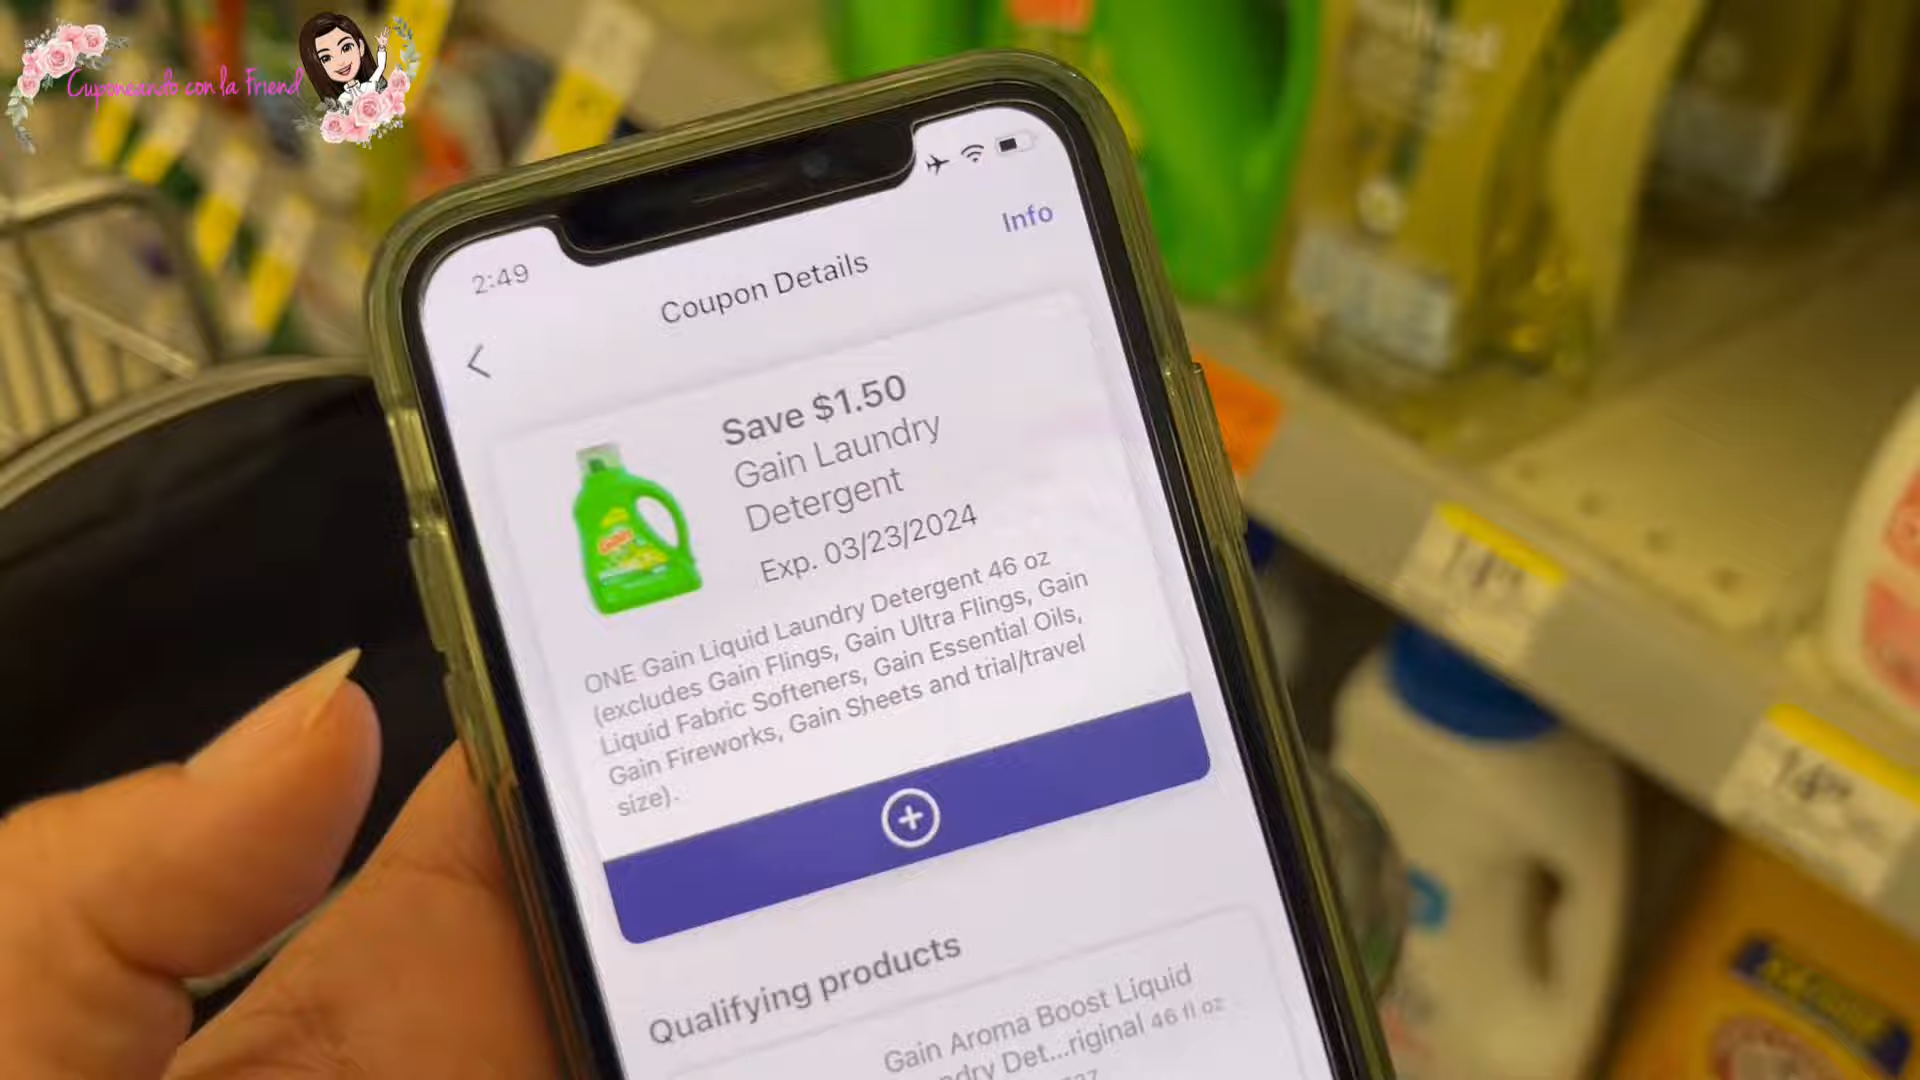 Cuponeando con la Friend
2:49
Info
Coupon Details
Save $1.50
Gain Laundry
Detergent
Exp. 03/23/2024
ONE Gain Liquid Laundry Detergent 46 oz
(excludes Gain Flings, Gain Ultra Flings, Gain
Liquid Fabric Softeners, Gain Essential Oils,
Gain Fireworks, Gain Sheets and trial/travel
size).
Qualifying products
Gain Aroma Boost Liquid
ndry Det...riginal 46 fl oz